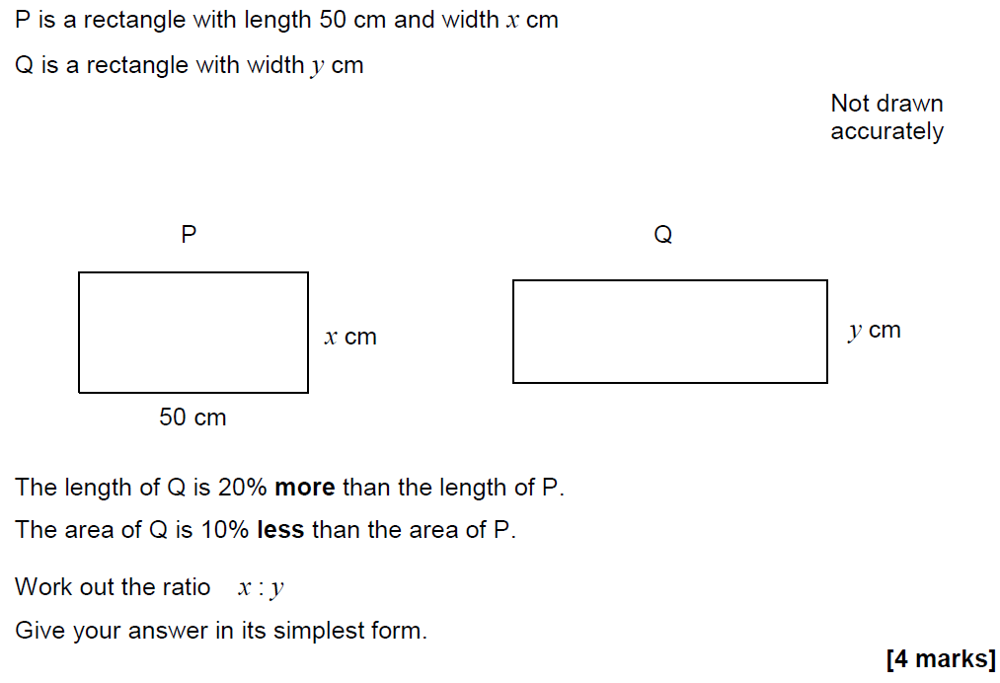 P is a rectangle with length 50 cm and width x cm
Q is a rectangle with width y cm
Not drawn
accurately
P
Q
x cm
y cm
50 cm
The length of Q is 20% more than the length of P.
The area of Q is 10% less than the area of P.
Work out the ratio x : y
Give your answer in its simplest form.
[4 marks]